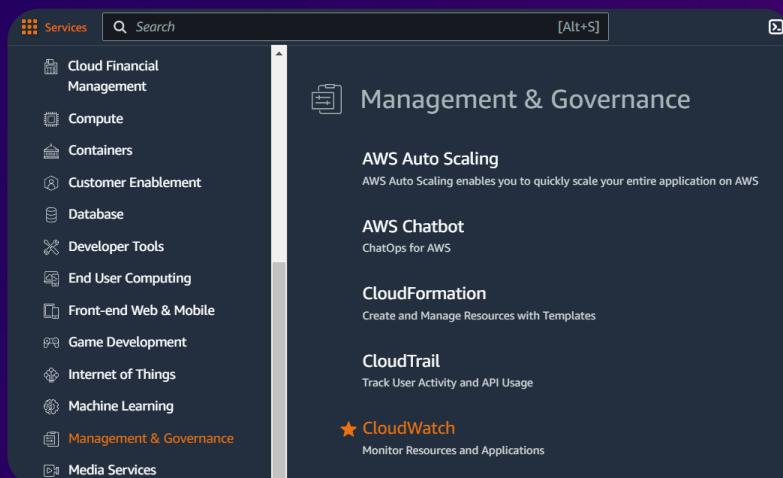 Services
Search [Alt+S]
Cloud Financial
Management
Compute
Containers
Customer Enablement
Database
Developer Tools
End User Computing
Front-end Web & Mobile
Game Development
Internet of Things
Machine Learning
Management & Governance
Media Services
Management & Governance
AWS Auto Scaling
AWS Auto Scaling enables you to quickly scale your entire application on AWS
AWS Chatbot
ChatOps for AWS
CloudFormation
Create and Manage Resources with Templates
CloudTrail
Track User Activity and API Usage
CloudWatch
Monitor Resources and Applications